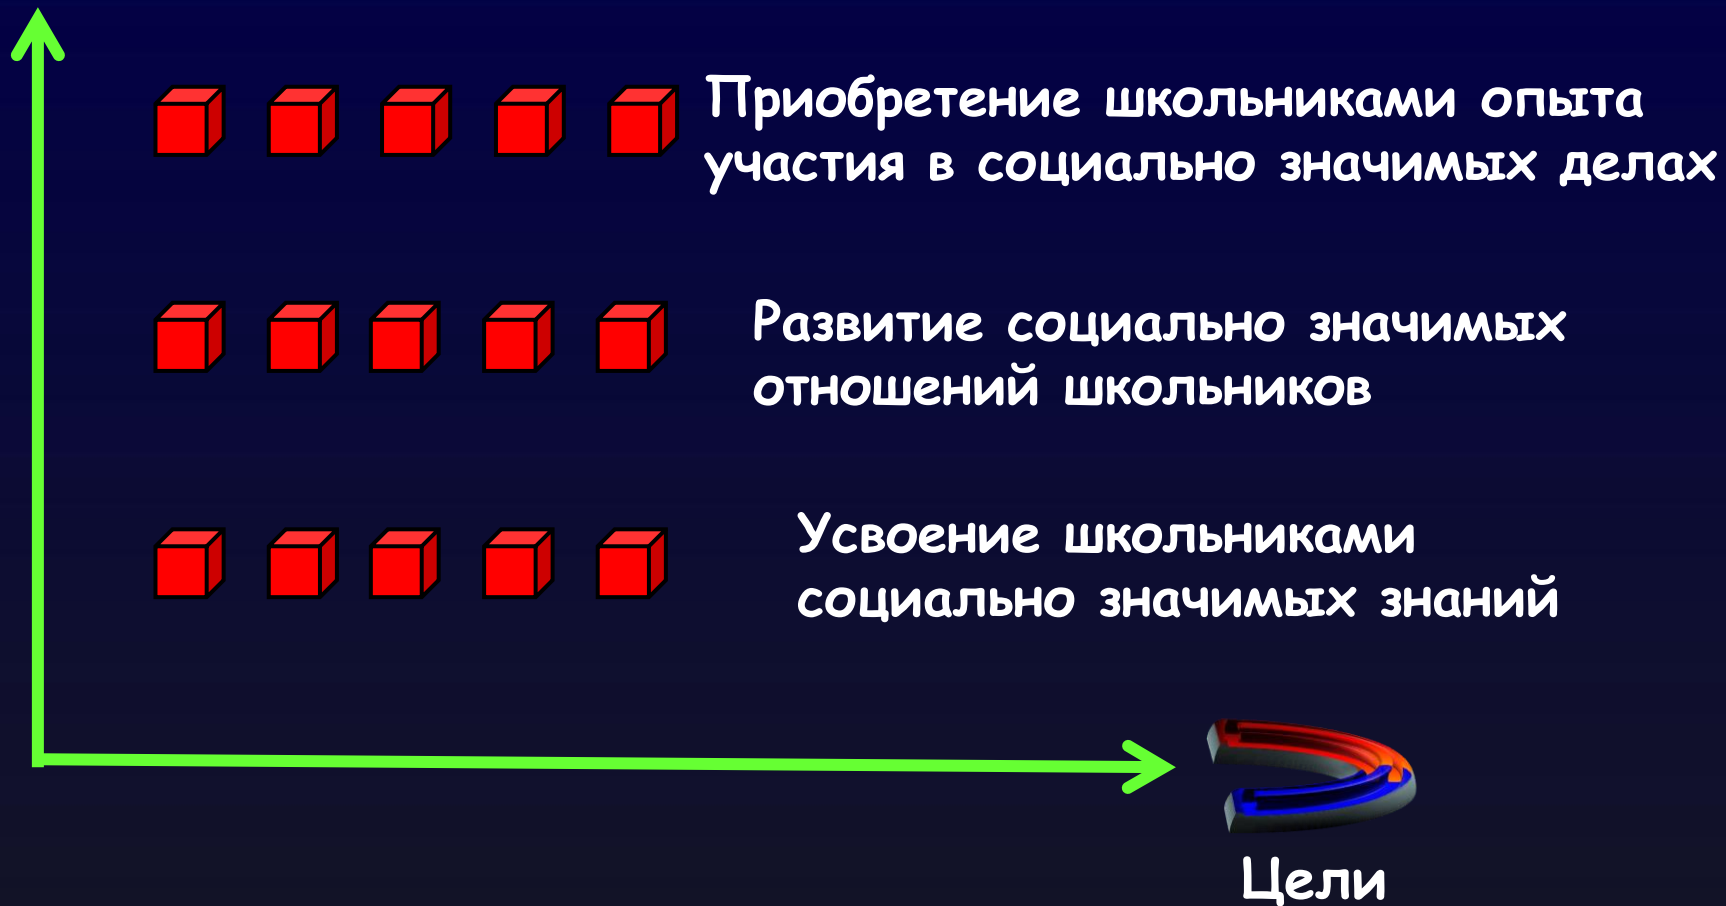 Приобретение школьниками опыта
участия в социально значимых делах
Развитие социально значимых
отношений школьников
Усвоение школьниками
социально значимых знаний
Цели